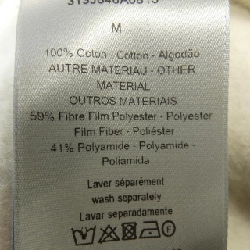 M
100% Coton - Cotton - Algodão
AUTRE MATERIAU - OTHER
MATERIAL
OUTROS MATERIAIS
59% Fibre Film Polyester - Polyester
Film Fiber - Poliéster
41% Polyamide - Polyamide -
Poliamida
Laver séparément
wash separately
Lavar separadamente